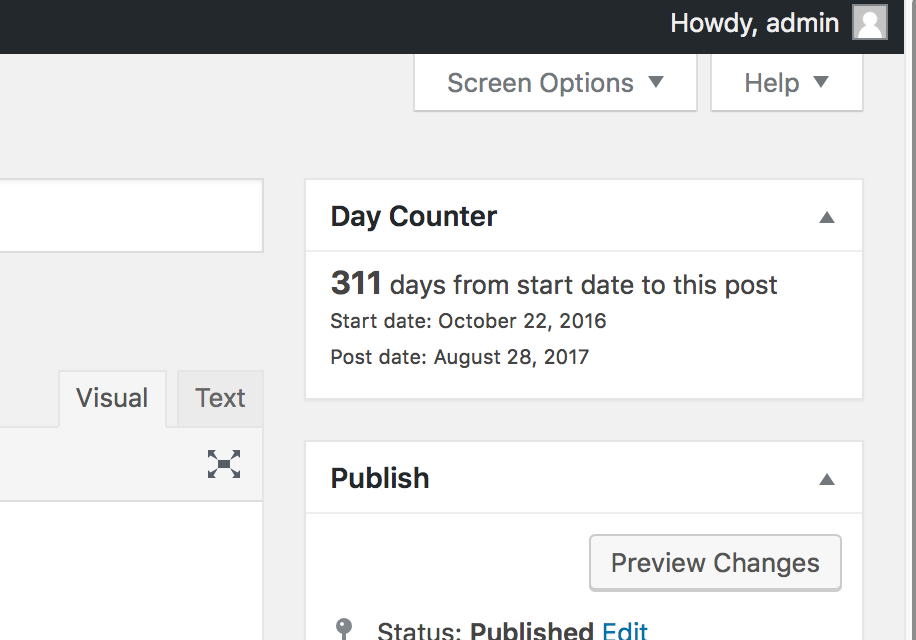 Howdy, admin
Screen Options
Help
Day Counter
311 days from start date to this post
Start date: October 22, 2016
Post date: August 28, 2017
Visual
Text
Publish
Preview Changes
Status: Published Edit